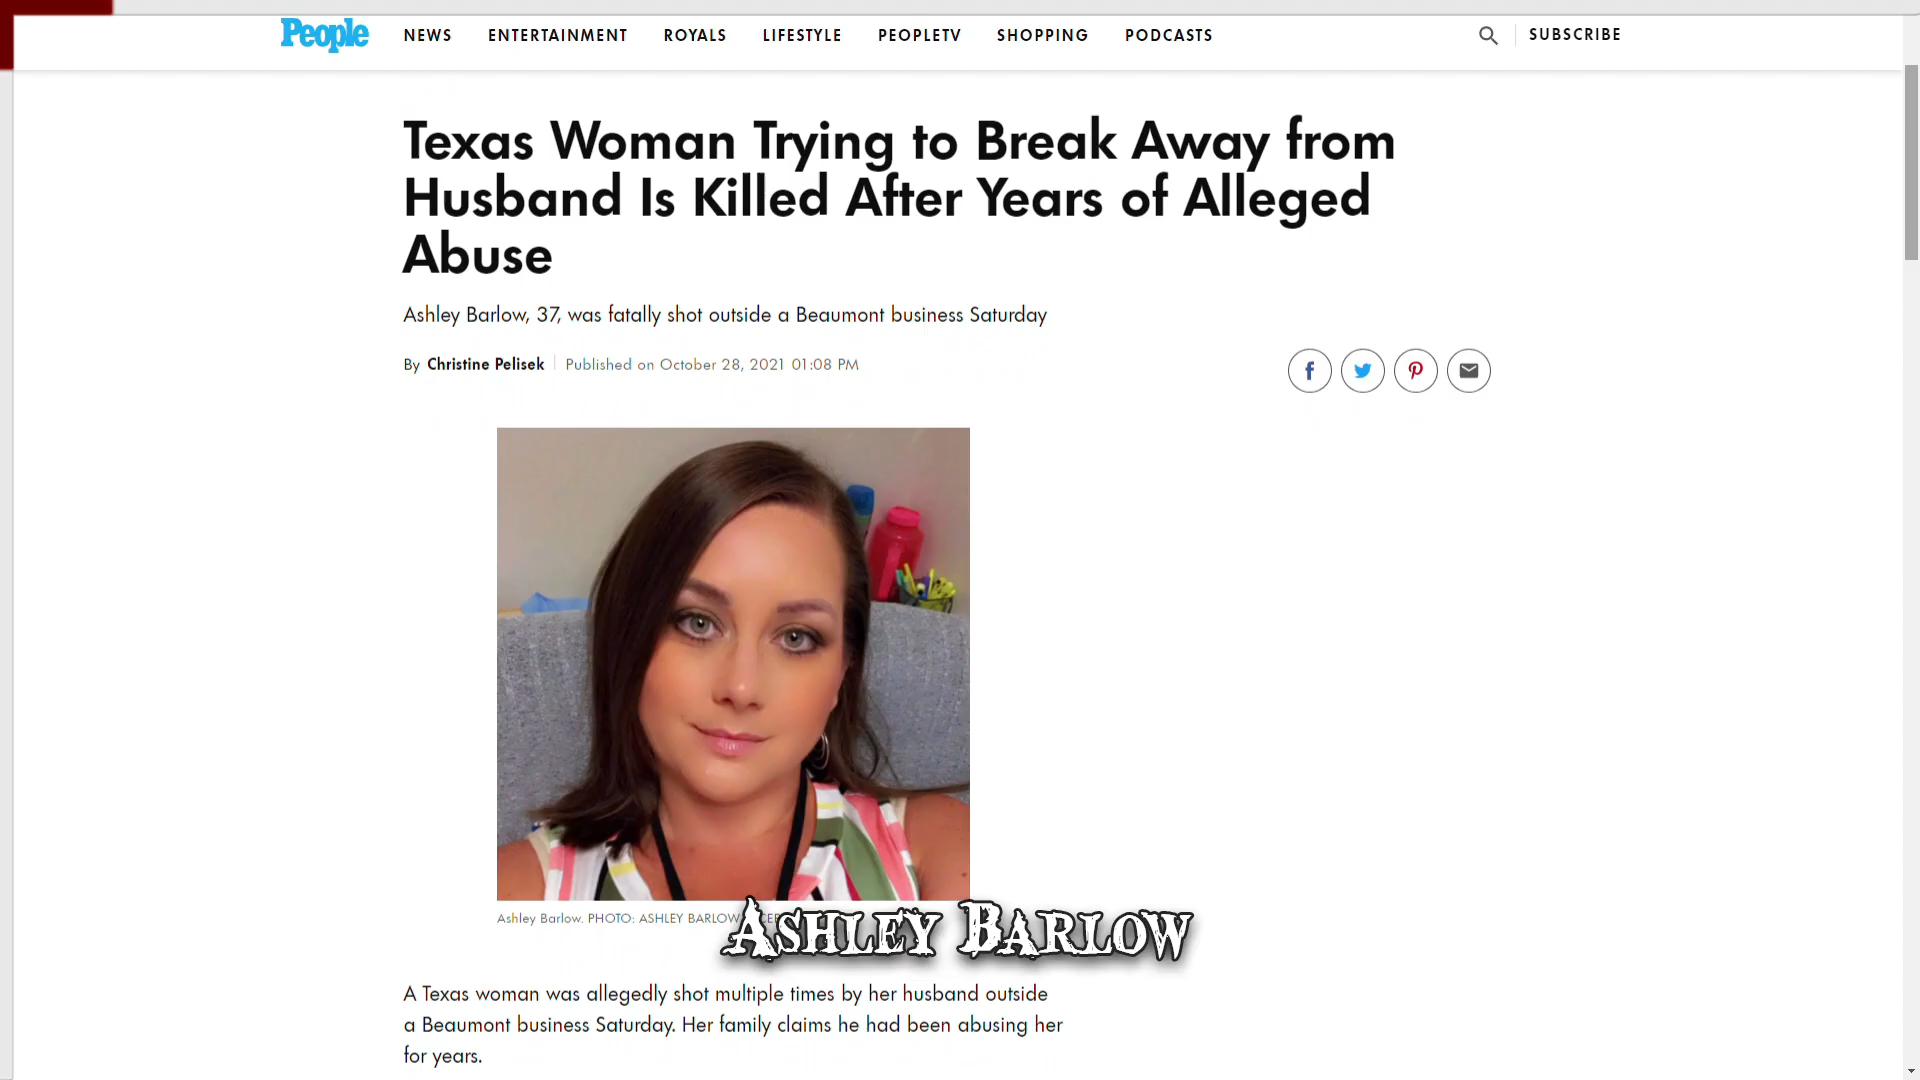 People NEWS ENTERTAINMENT ROYALS LIFESTYLE PEOPLETV SHOPPING PODCASTS SUBSCRIBE
Texas Woman Trying to Break Away from
Husband Is Killed After Years of Alleged
Abuse
Ashley Barlow, 37, was fatally shot outside a Beaumont business Saturday
By Christine Pelisek Published on October 28, 2021 01:08 PM
Ashley Barlow. PHOTO: ASHLEY BARLOW
Ashley Barlow
A Texas woman was allegedly shot multiple times by her husband outside
a Beaumont business Saturday. Her family claims he had been abusing her
for years.